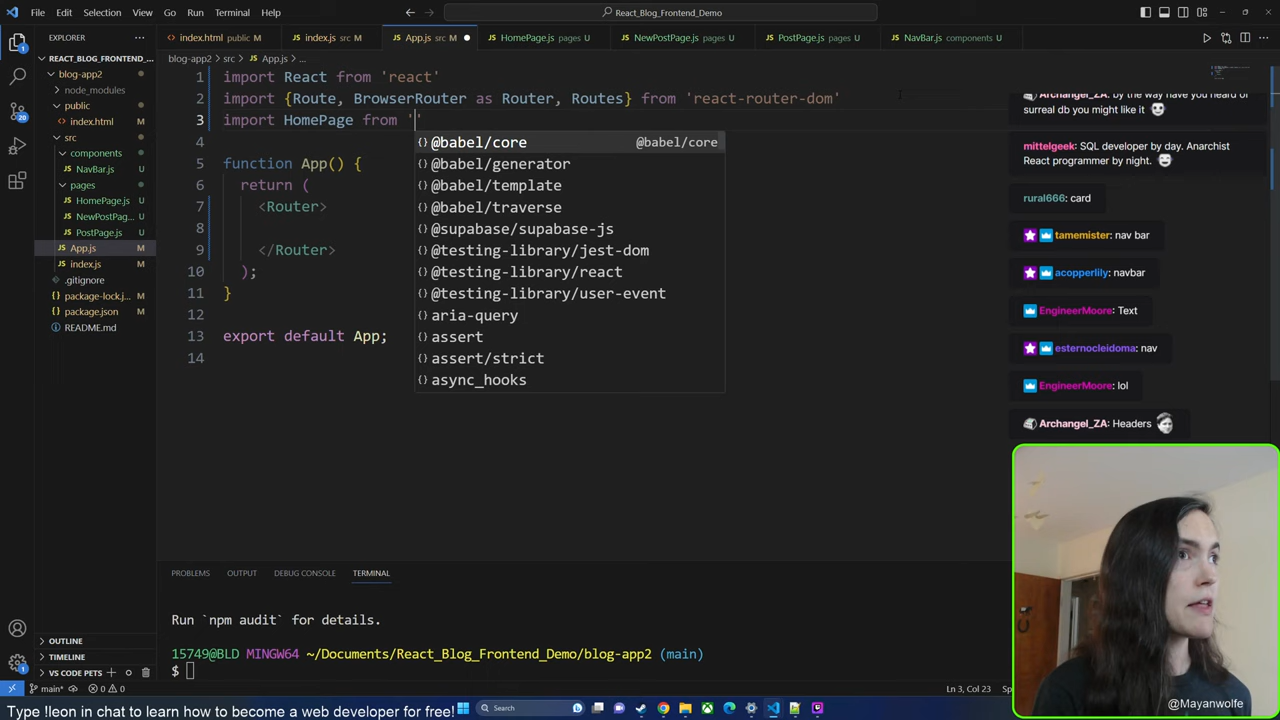 File Edit Selection View Go Run Terminal Help
React_Blog_Frontend_Demo
EXPLORER
index.html public M
index.js src M
App.js src M
HomePage.js pages U
NewPostPage.js pages U
PostPage.js pages U
NavBar.js components U
REACT_BLOG_FRONTEND_...
blog-app2
node_modules
public
index.html M
src
components
NavBar.js U
pages
HomePage.js U
NewPostPag... U
PostPage.js U
App.js M
index.js M
.gitignore
package-lock.j... M
package.json M
README.md
OUTLINE
TIMELINE
VS CODE PETS
blog-app2 > src > App.js > ...
1 import React from 'react'
2 import {Route, BrowserRouter as Router, Routes} from 'react-router-dom'
3 import HomePage from ''
4
5 function App() {
6 return (
7 <Router>
8
9 </Router>
10 );
11 }
12
13 export default App;
14
{} @babel/core @babel/core
{} @babel/generator
{} @babel/template
{} @babel/traverse
{} @supabase/supabase-js
{} @testing-library/jest-dom
{} @testing-library/react
{} @testing-library/user-event
{} aria-query
{} assert
{} assert/strict
{} async_hooks
Archangel_ZA: by the way have you heard of
surreal db you might like it
mittelgeek: SQL developer by day. Anarchist
React programmer by night.
rural666: card
tamemister: nav bar
acopperlily: navbar
EngineerMoore: Text
esternocleidoma: nav
EngineerMoore: lol
Archangel_ZA: Headers
PROBLEMS OUTPUT DEBUG CONSOLE TERMINAL
Run `npm audit` for details.
15749@BLD MINGW64 ~/Documents/React_Blog_Frontend_Demo/blog-app2 (main)
$
main* 0 0
Ln 3, Col 23
Type !leon in chat to learn how to become a web developer for free!
Search
@Mayanwolfe